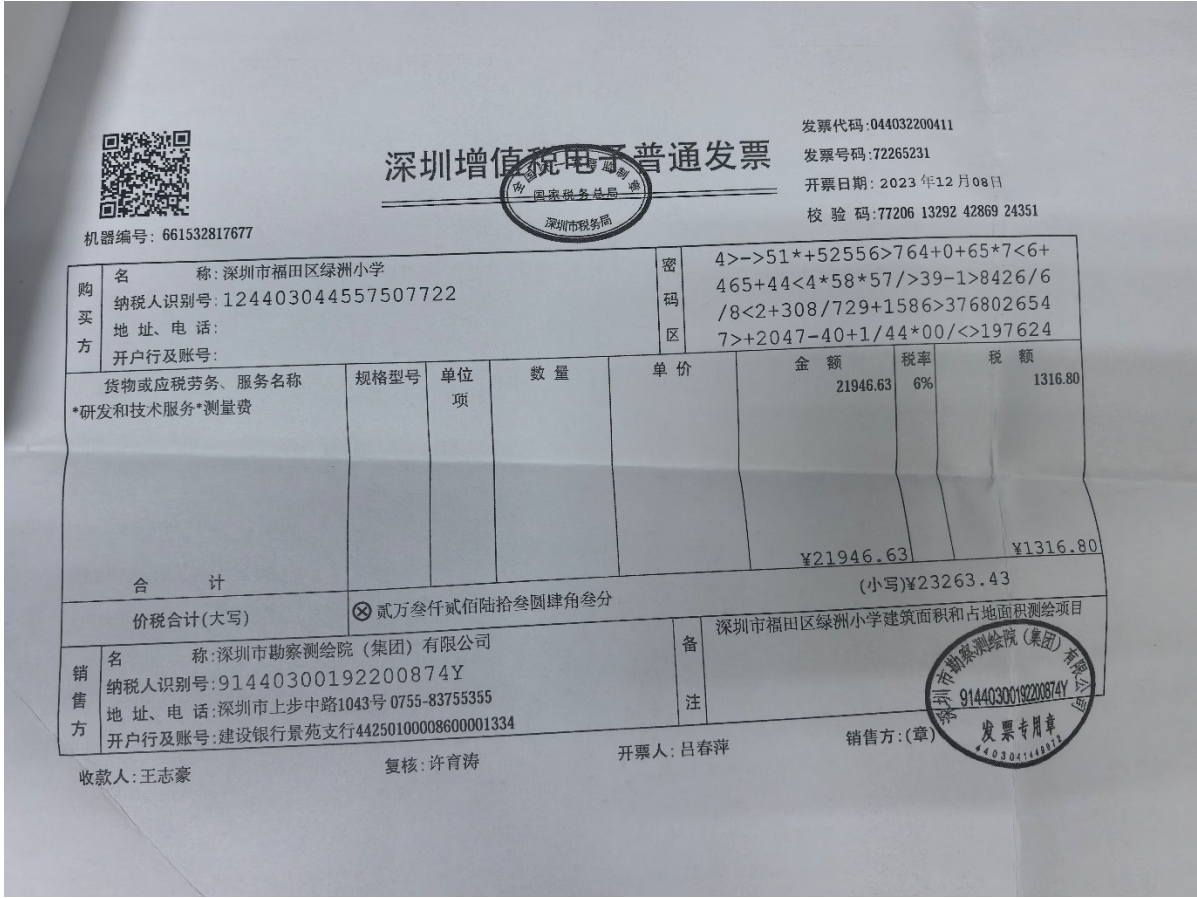 深圳增值税电子普通发票
全国统一发票监制章
国家税务总局
深圳市税务局
发票代码:044032200411
发票号码:72265231
开票日期: 2023年12月08日
校 验 码:77206 13292 42869 24351
机器编号: 661532817677
购买方
名 称:深圳市福田区绿洲小学
纳税人识别号:124403044557507722
地 址、电 话:
开户行及账号:
密码区
4>->51*+52556>764+0+65*7<6+
465+44<4*58*57/>39-1>8426/6
/8<2+308/729+1586>376802654
7>+2047-40+1/44*00/<>197624
货物或应税劳务、服务名称 规格型号 单位 数 量 单 价 金 额 税率 税 额
*研发和技术服务*测量费 项 21946.63 6% 1316.80
合 计 ¥21946.63 ¥1316.80
价税合计(大写) ⊗贰万叁仟贰佰陆拾叁圆肆角叁分 (小写)¥23263.43
销售方
名 称:深圳市勘察测绘院（集团）有限公司
纳税人识别号:91440300192200874Y
地 址、电 话:深圳市上步中路1043号 0755-83755355
开户行及账号:建设银行景苑支行44250100008600001334
备注
深圳市福田区绿洲小学建筑面积和占地面积测绘项目
收款人:王志豪 复核:许育涛 开票人:吕春萍 销售方:(章)
深圳市勘察测绘院（集团）有限公司
91440300192200874Y
发票专用章